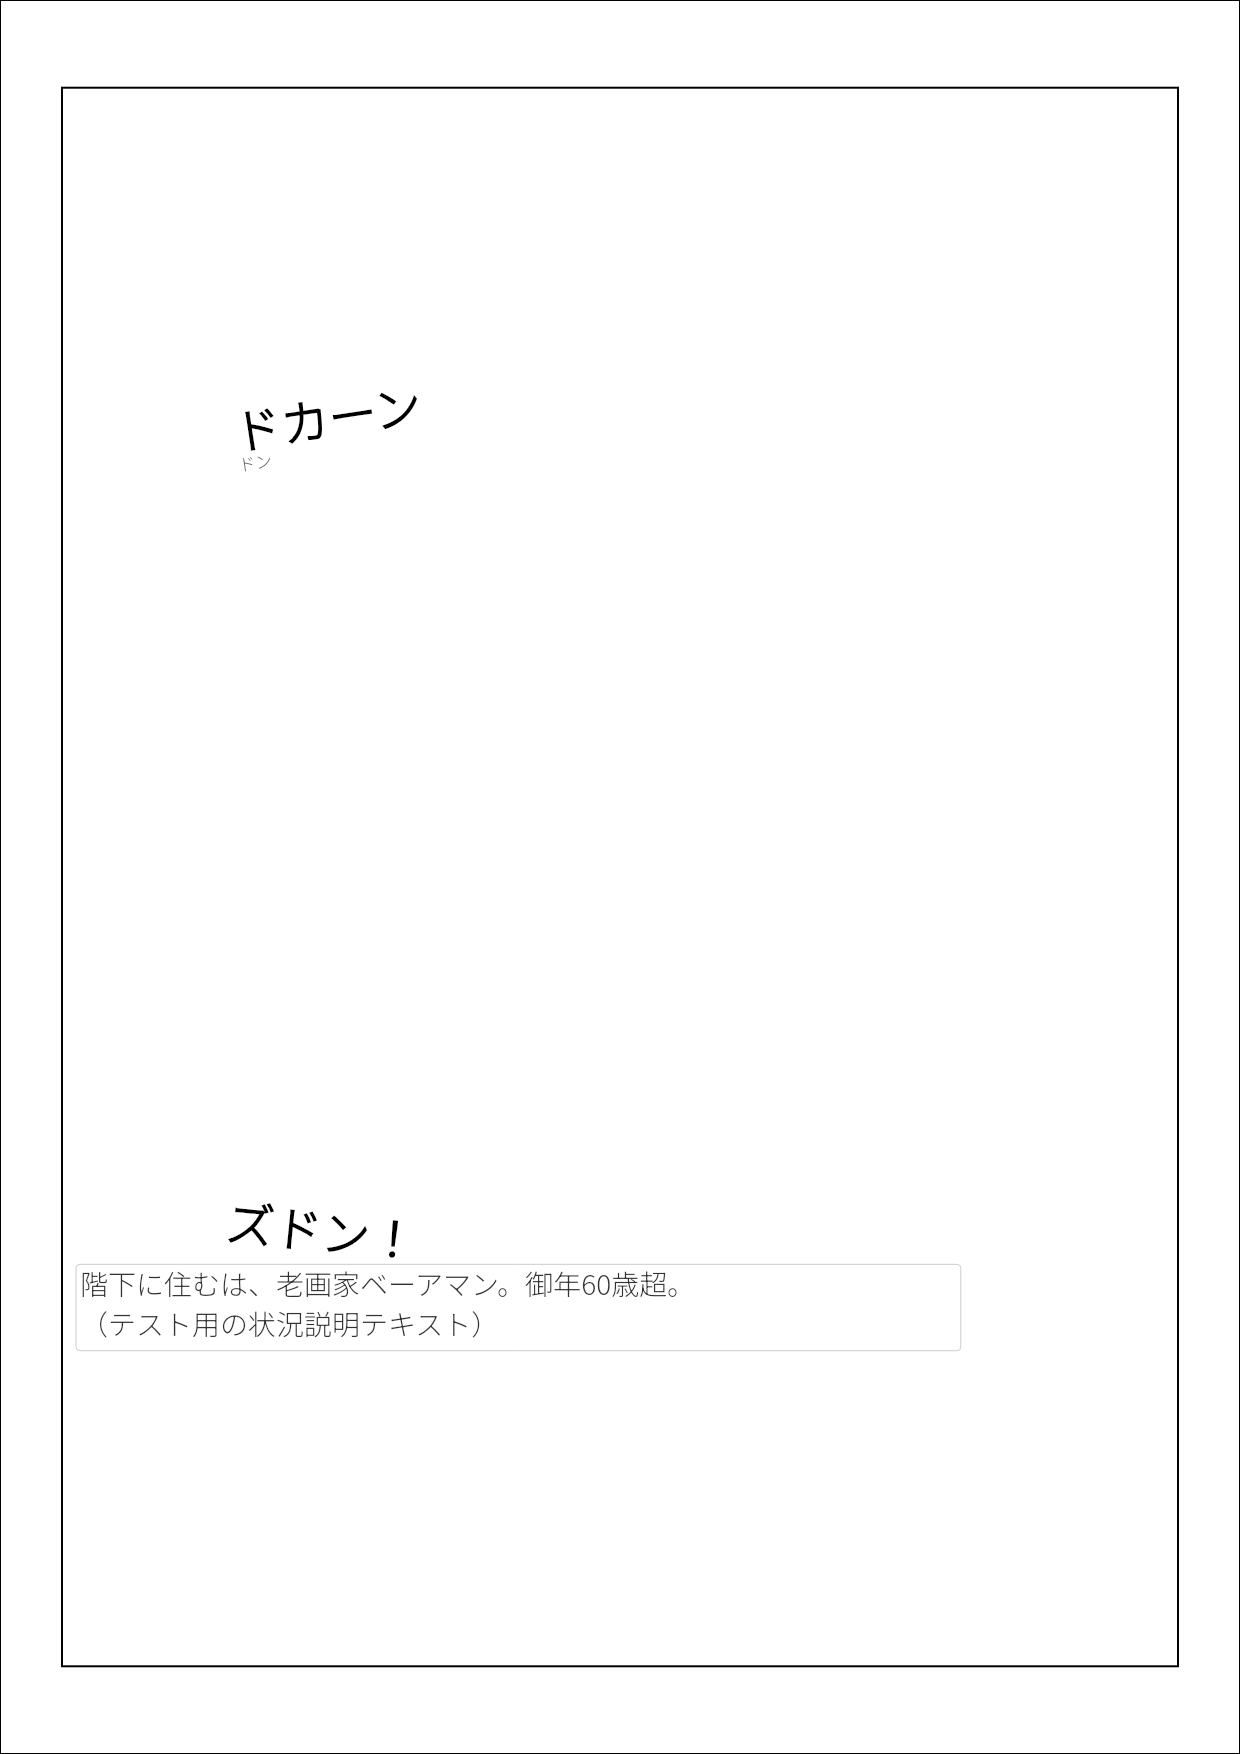 ドカーン
ドン
ズドン！
階下に住むは、老画家ベーアマン。御年60歳超。
（テスト用の状況説明テキスト）